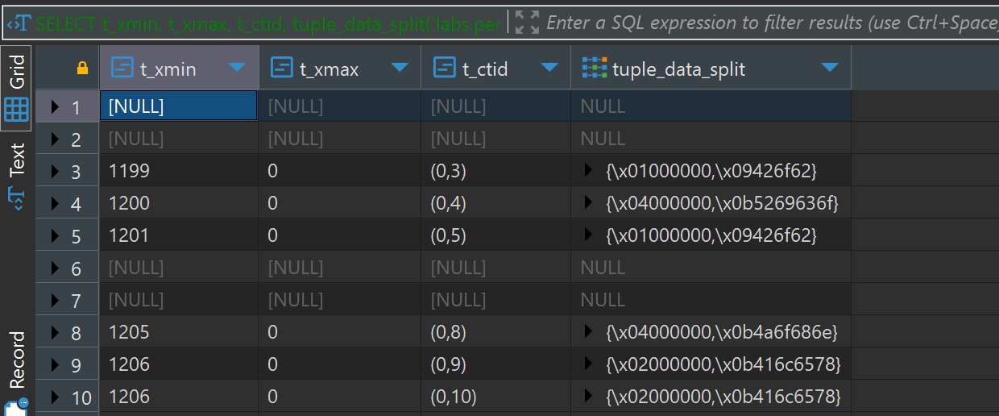 SELECT t_xmin, t_xmax, t_ctid, tuple_data_split('labs.per Enter a SQL expression to filter results (use Ctrl+Space)
Grid
Text
Record
t_xmin t_xmax t_ctid tuple_data_split
1 [NULL] [NULL] [NULL] NULL
2 [NULL] [NULL] [NULL] NULL
3 1199 0 (0,3) {\x01000000,\x09426f62}
4 1200 0 (0,4) {\x04000000,\x0b5269636f}
5 1201 0 (0,5) {\x01000000,\x09426f62}
6 [NULL] [NULL] [NULL] NULL
7 [NULL] [NULL] [NULL] NULL
8 1205 0 (0,8) {\x04000000,\x0b4a6f686e}
9 1206 0 (0,9) {\x02000000,\x0b416c6578}
10 1206 0 (0,10) {\x02000000,\x0b416c6578}